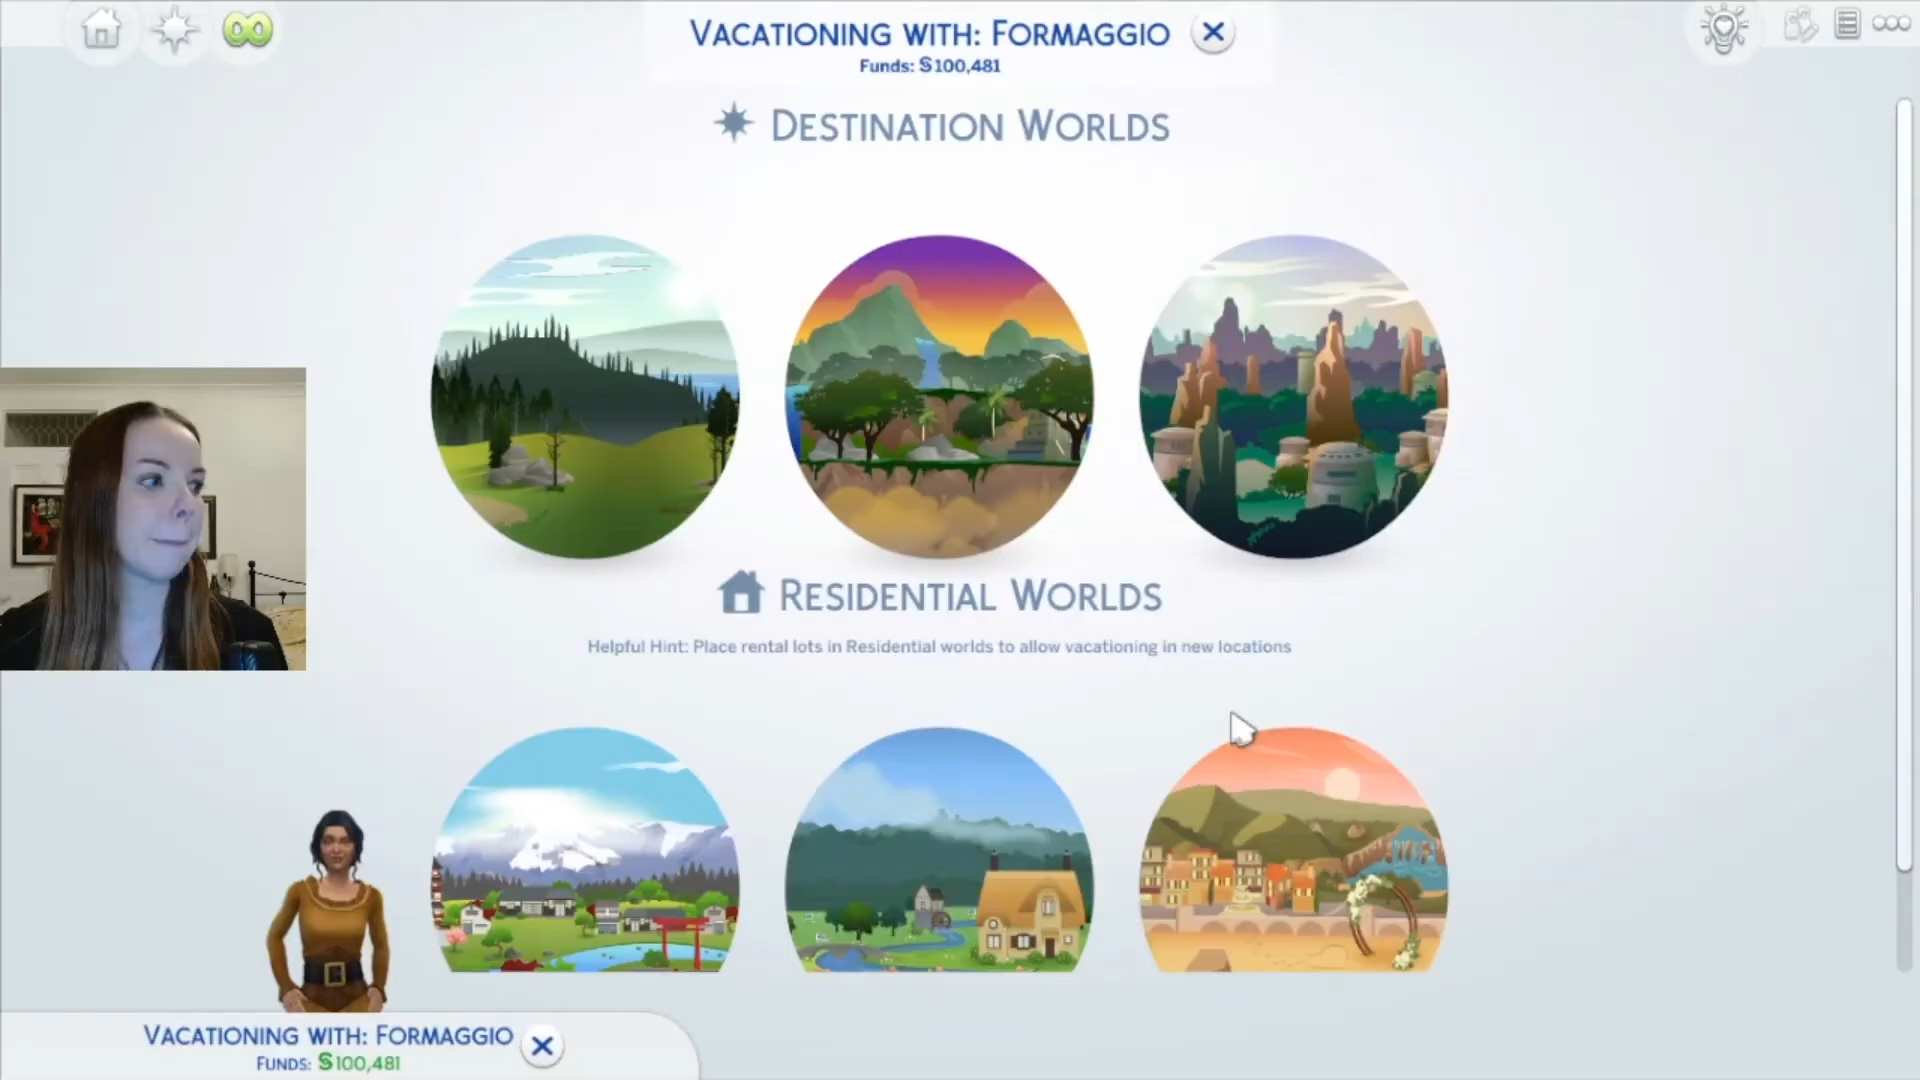 VACATIONING WITH: FORMAGGIO
Funds: §100,481
DESTINATION WORLDS
RESIDENTIAL WORLDS
Helpful Hint: Place rental lots in Residential worlds to allow vacationing in new locations
VACATIONING WITH: FORMAGGIO
FUNDS: §100,481